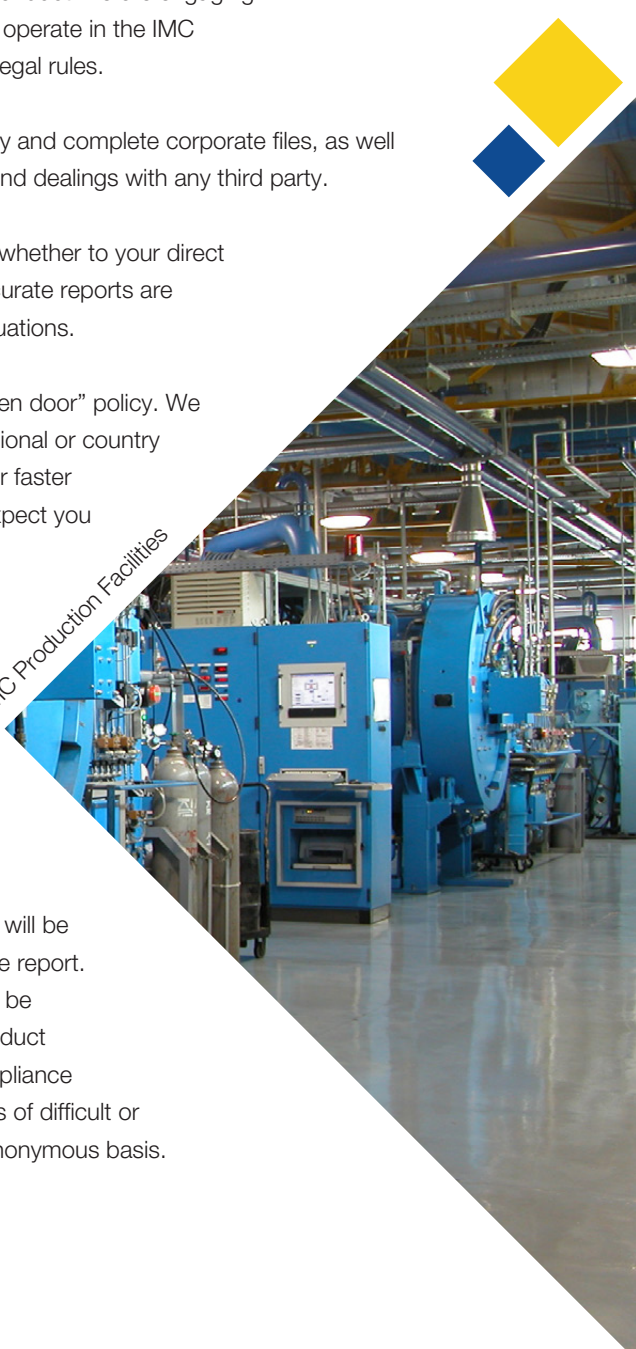 operate in the IMC
egal rules.
y and complete corporate files, as well
nd dealings with any third party.
whether to your direct
curate reports are
uations.
en door” policy. We
ional or country
r faster
xpect you
C Production Facilities
will be
e report.
be
duct
pliance
s of difficult or
nonymous basis.